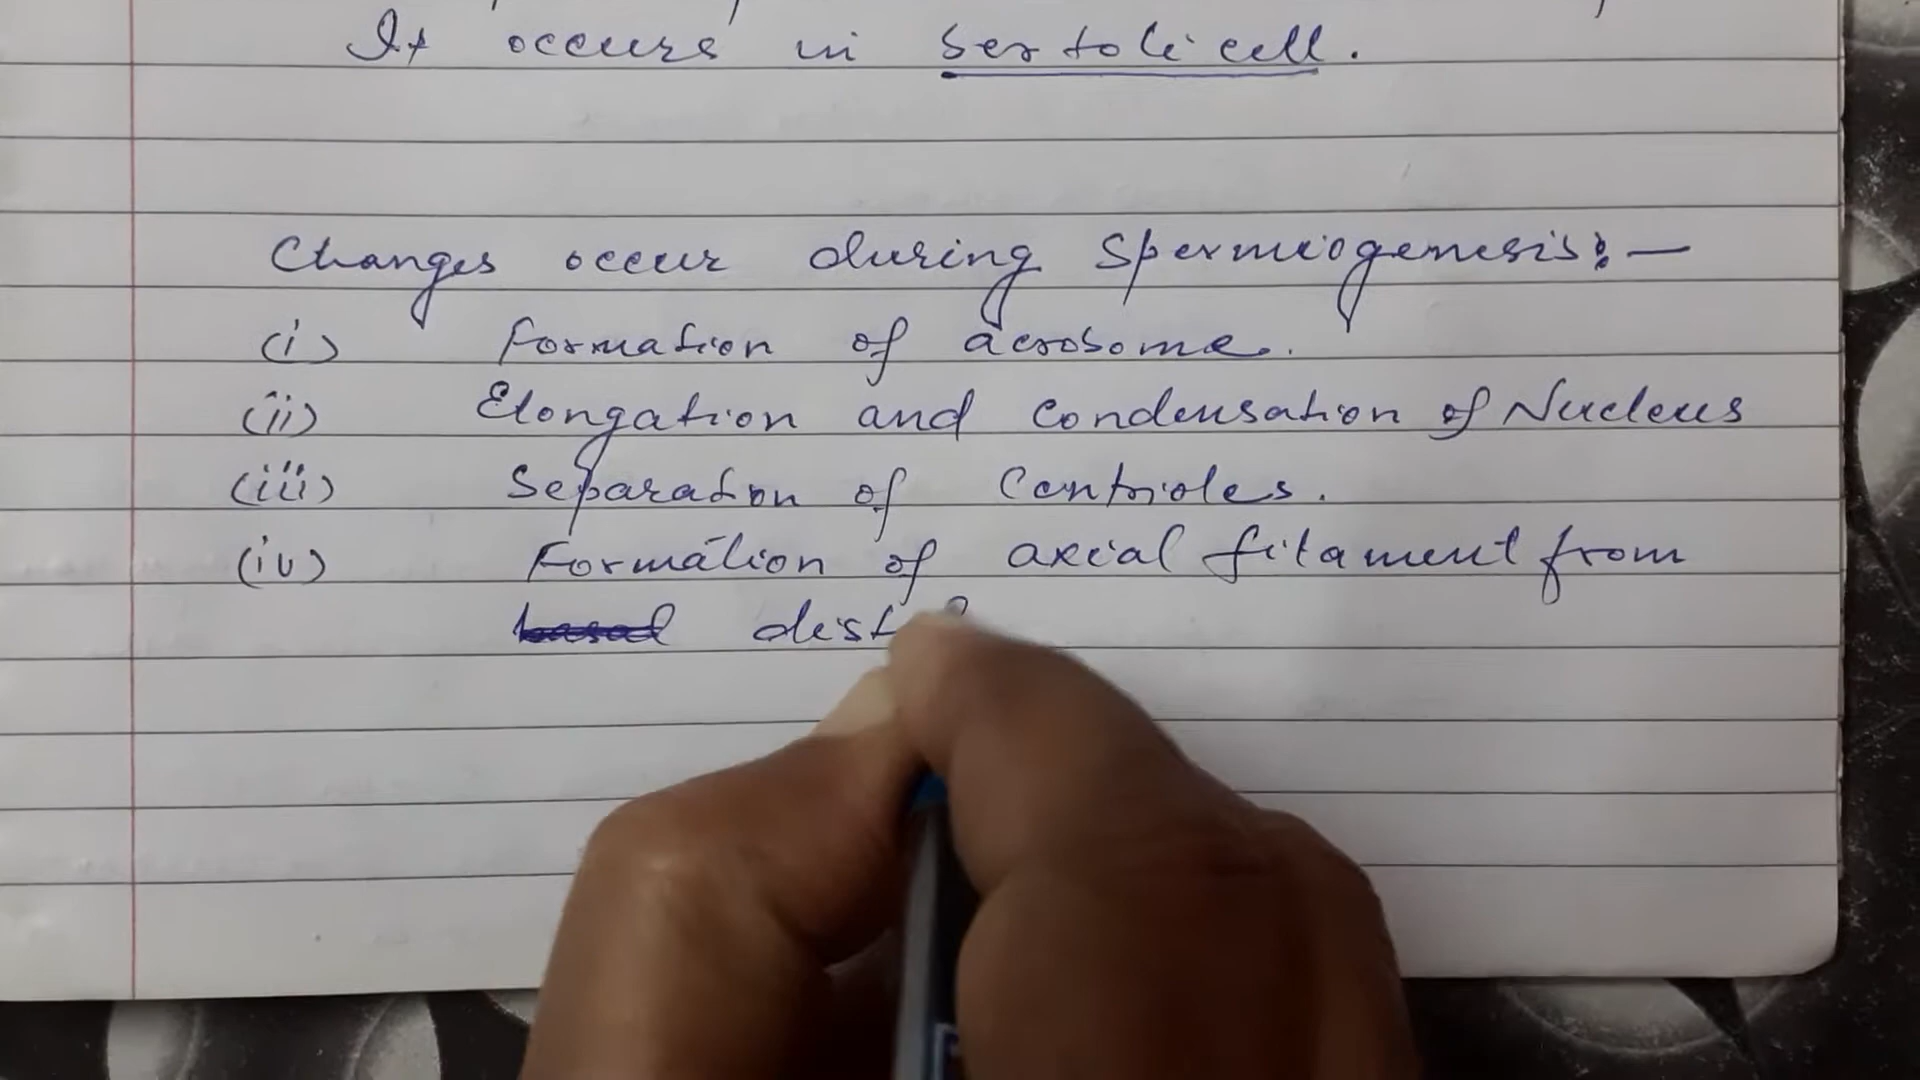 It occurs in Sertoli cell.
Changes occur during Spermiogenesis:—
(i) Formation of acrosome.
(ii) Elongation and condensation of Nucleus
(iii) Separation of Centrioles.
(iv) Formation of axial filament from
basal